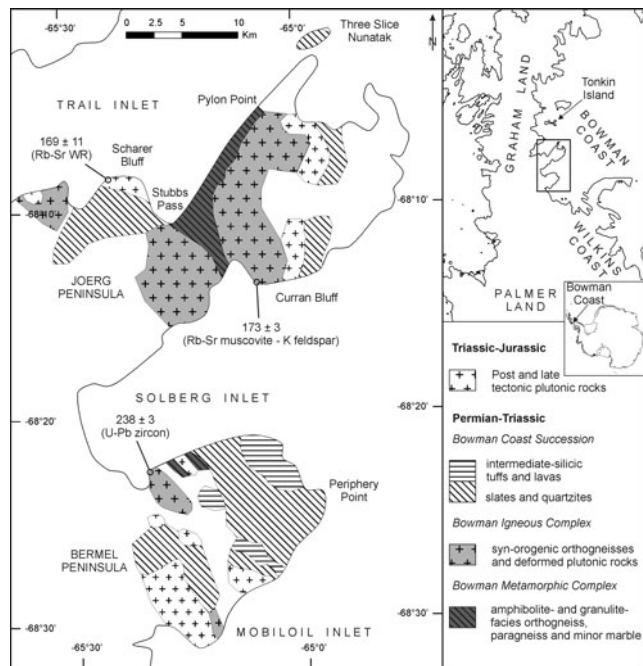 -65°30'
0
2.5
5
10
Km
-65°0'
Three Slice
Nunatak
N
TRAIL INLET
Pylon Point
169 ± 11
(Rb-Sr WR)
Scharer
Bluff
Stubbs
Pass
-68°10'
-68°10'
JOERG
PENINSULA
Curran Bluff
173 ± 3
(Rb-Sr muscovite - K feldspar)
SOLBERG INLET
-68°20'
-68°20'
238 ± 3
(U-Pb zircon)
Periphery
Point
BERMEL
PENINSULA
-68°30'
-68°30'
MOBILOIL INLET
-65°30'
-65°0'
GRAHAM LAND
Tonkin
Island
BOWMAN
COAST
WILKINS
COAST
PALMER
LAND
Bowman
Coast
Triassic-Jurassic
Post and late
tectonic plutonic rocks
Permian-Triassic
Bowman Coast Succession
intermediate-silicic
tuffs and lavas
slates and quartzites
Bowman Igneous Complex
syn-orogenic orthogneisses
and deformed plutonic rocks
Bowman Metamorphic Complex
amphibolite- and granulite-
facies orthogneiss,
paragneiss and minor marble